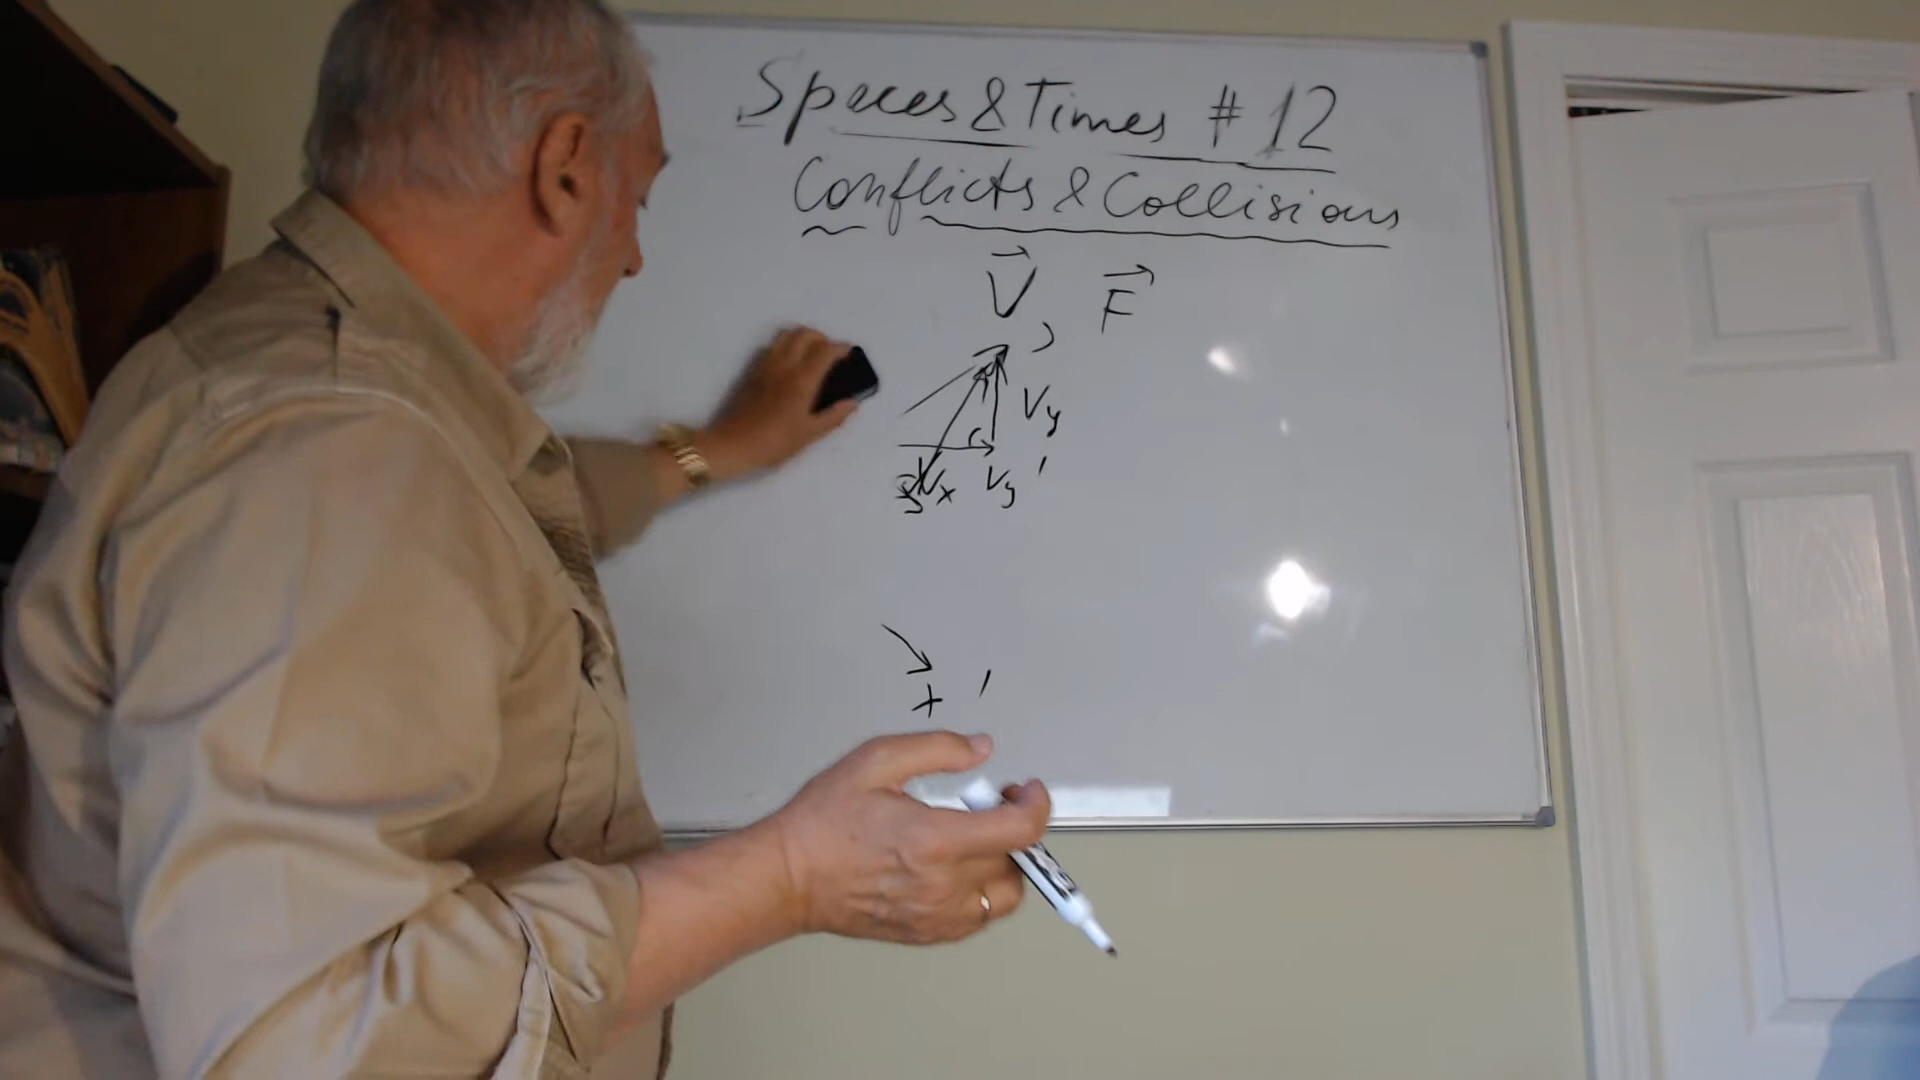 Spaces & Times # 12
Conflicts & Collisions
V F
Vy
Vx Vy '
+ '